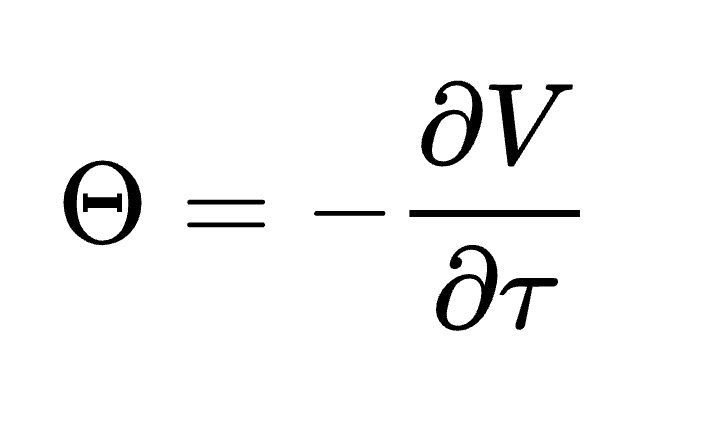 Θ = − ∂V / ∂τ